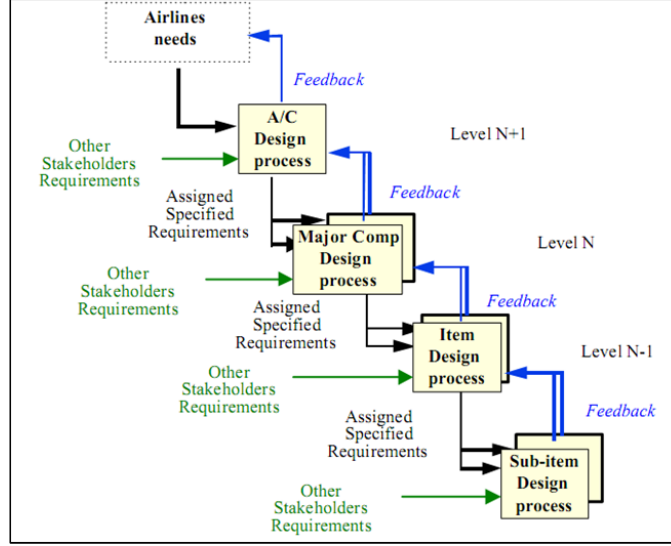 Airlines
needs
Feedback
A/C
Design
process
Level N+1
Other
Stakeholders
Requirements
Feedback
Assigned
Specified
Requirements
Major Comp
Design
process
Level N
Other
Stakeholders
Requirements
Feedback
Assigned
Specified
Requirements
Item
Design
process
Level N-1
Other
Stakeholders
Requirements
Feedback
Assigned
Specified
Requirements
Sub-item
Design
process
Other
Stakeholders
Requirements